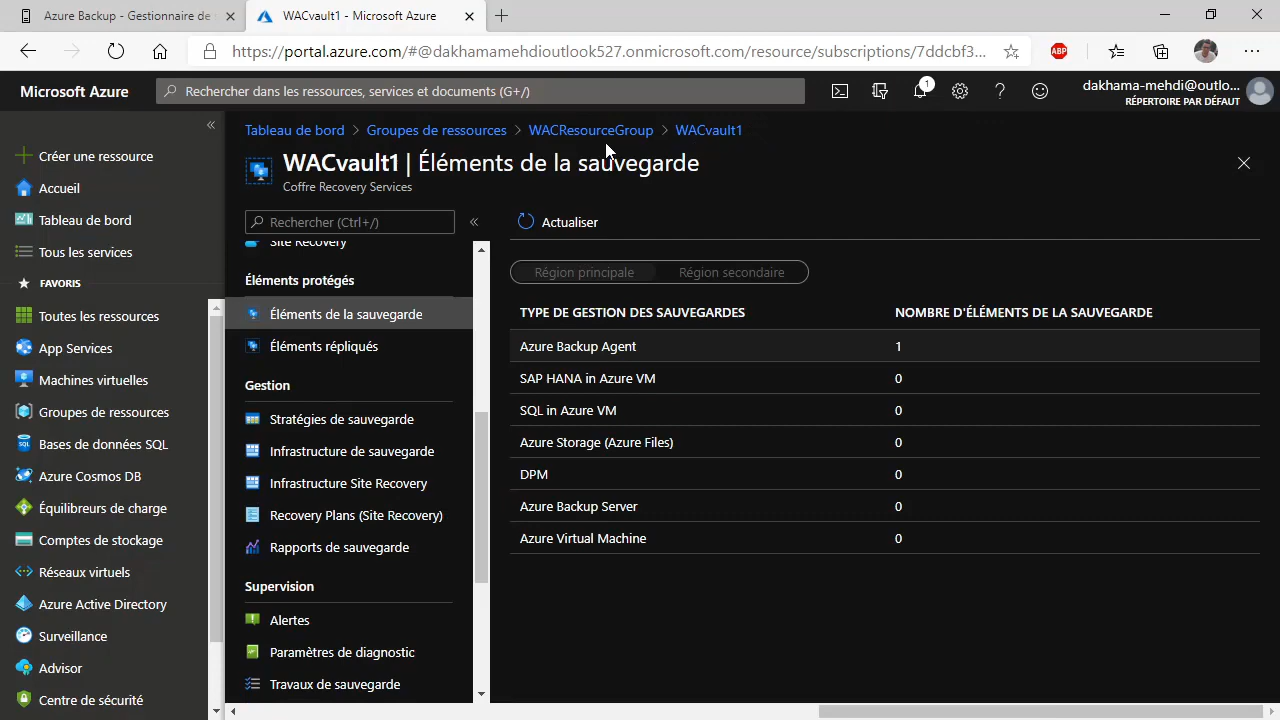 Azure Backup - Gestionnaire de
WACvault1 - Microsoft Azure
https://portal.azure.com/#@dakhamamehdioutlook527.onmicrosoft.com/resource/subscriptions/7ddcbf3...
ABP
Microsoft Azure
Rechercher dans les ressources, services et documents (G+/)
1
dakhama-mehdi@outlo...
RÉPERTOIRE PAR DÉFAUT
Créer une ressource
Accueil
Tableau de bord
Tous les services
FAVORIS
Toutes les ressources
App Services
Machines virtuelles
Groupes de ressources
Bases de données SQL
Azure Cosmos DB
Équilibreurs de charge
Comptes de stockage
Réseaux virtuels
Azure Active Directory
Surveillance
Advisor
Centre de sécurité
Tableau de bord > Groupes de ressources > WACResourceGroup > WACvault1
WACvault1 | Éléments de la sauvegarde
Coffre Recovery Services
Rechercher (Ctrl+/)
Site Recovery
Éléments protégés
Éléments de la sauvegarde
Éléments répliqués
Gestion
Stratégies de sauvegarde
Infrastructure de sauvegarde
Infrastructure Site Recovery
Recovery Plans (Site Recovery)
Rapports de sauvegarde
Supervision
Alertes
Paramètres de diagnostic
Travaux de sauvegarde
Actualiser
Région principale Région secondaire
TYPE DE GESTION DES SAUVEGARDES NOMBRE D'ÉLÉMENTS DE LA SAUVEGARDE
Azure Backup Agent 1
SAP HANA in Azure VM 0
SQL in Azure VM 0
Azure Storage (Azure Files) 0
DPM 0
Azure Backup Server 0
Azure Virtual Machine 0